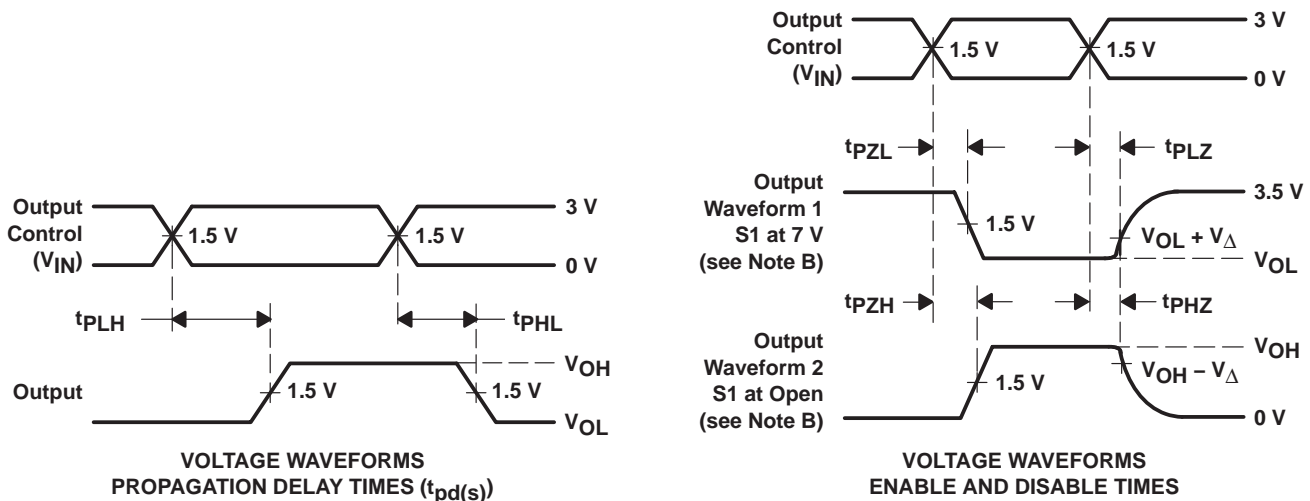 Output
Control
(VIN)
1.5 V
1.5 V
3 V
0 V
tPLH
tPHL
Output
1.5 V
1.5 V
VOH
VOL
VOLTAGE WAVEFORMS
PROPAGATION DELAY TIMES (tpd(s))
Output
Control
(VIN)
1.5 V
1.5 V
3 V
0 V
tPZL
tPLZ
Output
Waveform 1
S1 at 7 V
(see Note B)
1.5 V
3.5 V
VOL + VΔ
VOL
tPZH
tPHZ
Output
Waveform 2
S1 at Open
(see Note B)
1.5 V
VOH
VOH − VΔ
0 V
VOLTAGE WAVEFORMS
ENABLE AND DISABLE TIMES